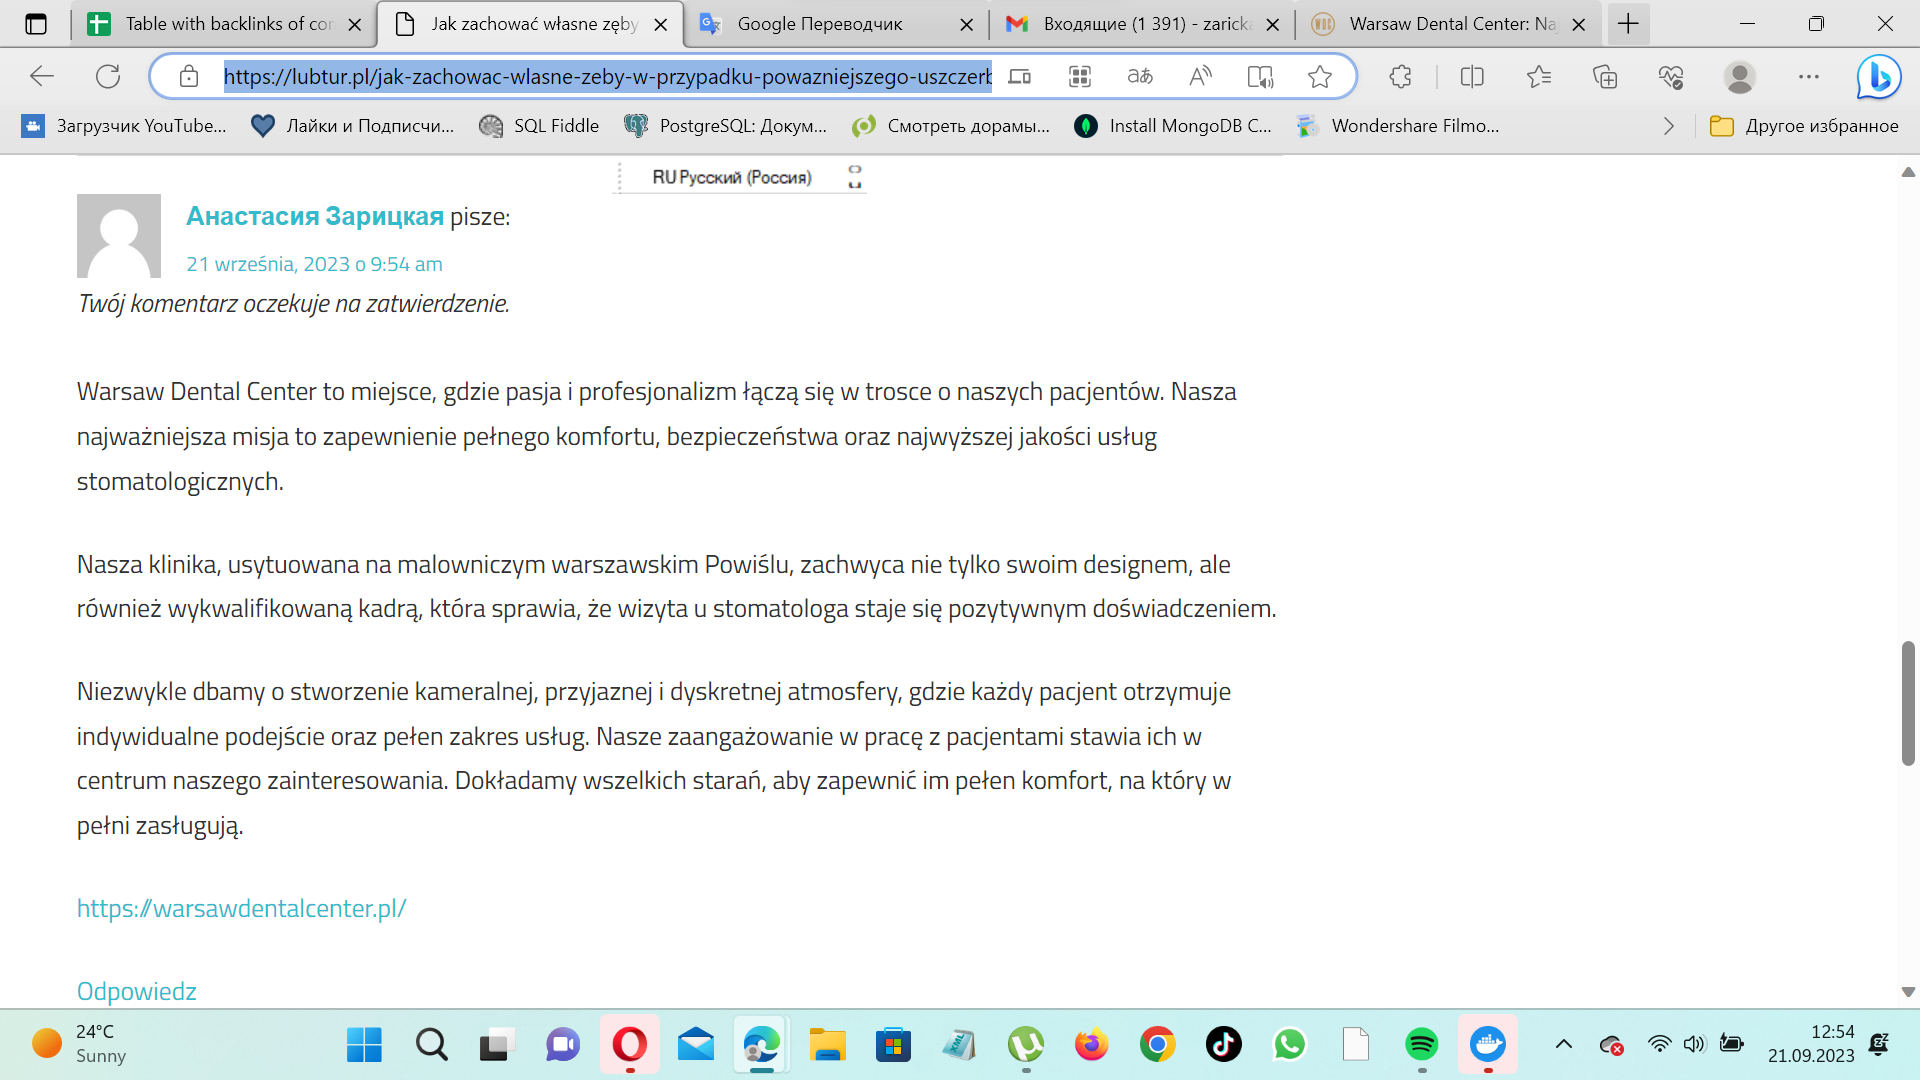 Table with backlinks of cor
Jak zachować własne zęby
Google Переводчик
Входящие (1 391) - zaricka
Warsaw Dental Center: Na
https://lubtur.pl/jak-zachowac-wlasne-zeby-w-przypadku-powazniejszego-uszczerb
Загрузчик YouTube...
Лайки и Подписчи...
SQL Fiddle
PostgreSQL: Докум...
Смотреть дорамы...
Install MongoDB C...
Wondershare Filmo...
Другое избранное
RU Русский (Россия)
Анастасия Зарицкая pisze:
21 września, 2023 o 9:54 am
Twój komentarz oczekuje na zatwierdzenie.
Warsaw Dental Center to miejsce, gdzie pasja i profesjonalizm łączą się w trosce o naszych pacjentów. Nasza
najważniejsza misja to zapewnienie pełnego komfortu, bezpieczeństwa oraz najwyższej jakości usług
stomatologicznych.
Nasza klinika, usytuowana na malowniczym warszawskim Powiślu, zachwyca nie tylko swoim designem, ale
również wykwalifikowaną kadrą, która sprawia, że wizyta u stomatologa staje się pozytywnym doświadczeniem.
Niezwykle dbamy o stworzenie kameralnej, przyjaznej i dyskretnej atmosfery, gdzie każdy pacjent otrzymuje
indywidualne podejście oraz pełen zakres usług. Nasze zaangażowanie w pracę z pacjentami stawia ich w
centrum naszego zainteresowania. Dokładamy wszelkich starań, aby zapewnić im pełen komfort, na który w
pełni zasługują.
https://warsawdentalcenter.pl/
Odpowiedz
24°C
Sunny
12:54
21.09.2023